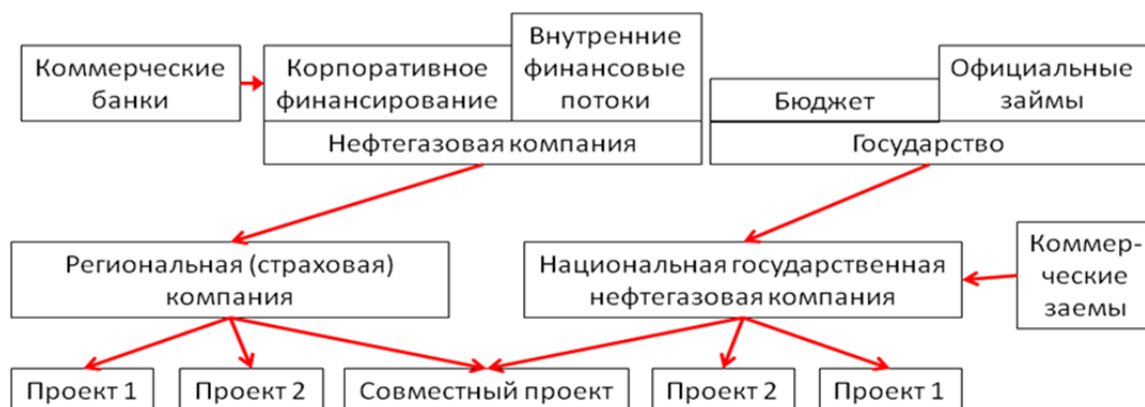 Коммерческие
банки
Корпоративное
финансирование
Внутренние
финансовые
потоки
Нефтегазовая компания
Бюджет
Официальные
займы
Государство
Региональная (страховая)
компания
Национальная государственная
нефтегазовая компания
Коммер-
ческие
заемы
Проект 1
Проект 2
Совместный проект
Проект 2
Проект 1